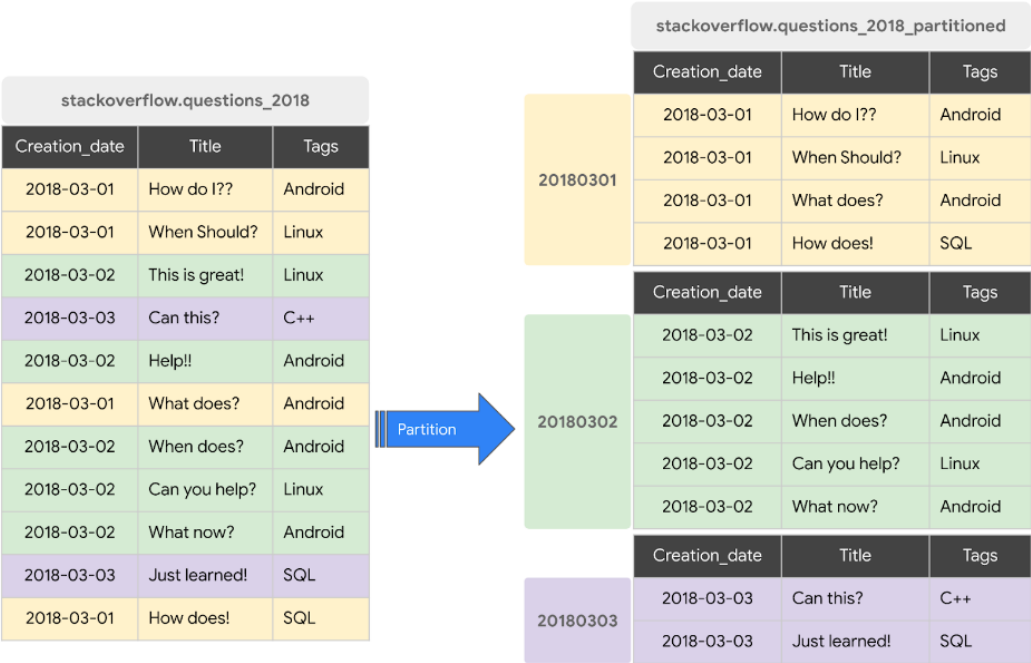 stackoverflow.questions_2018
Creation_date Title Tags
2018-03-01 How do I?? Android
2018-03-01 When Should? Linux
2018-03-02 This is great! Linux
2018-03-03 Can this? C++
2018-03-02 Help!! Android
2018-03-01 What does? Android
2018-03-02 When does? Android
2018-03-02 Can you help? Linux
2018-03-02 What now? Android
2018-03-03 Just learned! SQL
2018-03-01 How does! SQL
Partition
stackoverflow.questions_2018_partitioned
Creation_date Title Tags
20180301
2018-03-01 How do I?? Android
2018-03-01 When Should? Linux
2018-03-01 What does? Android
2018-03-01 How does! SQL
Creation_date Title Tags
20180302
2018-03-02 This is great! Linux
2018-03-02 Help!! Android
2018-03-02 When does? Android
2018-03-02 Can you help? Linux
2018-03-02 What now? Android
Creation_date Title Tags
20180303
2018-03-03 Can this? C++
2018-03-03 Just learned! SQL